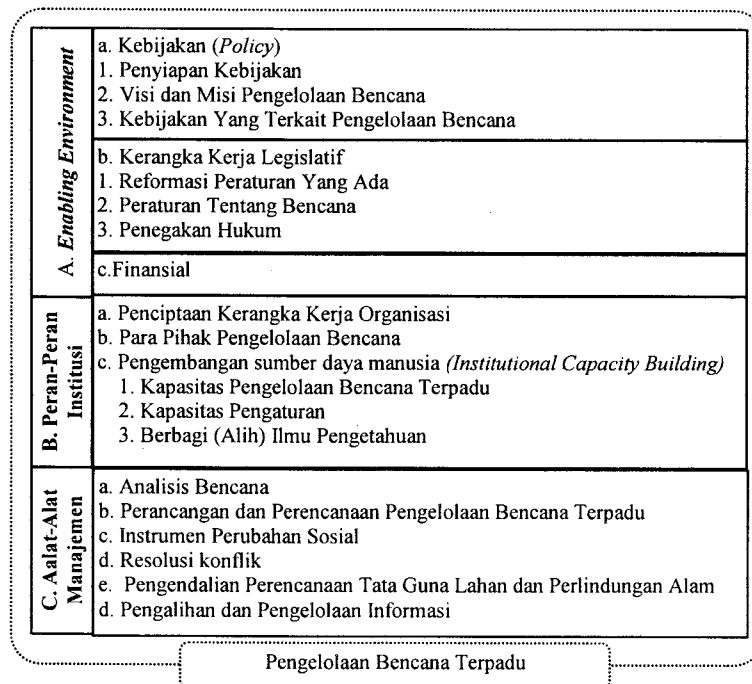 A. Enabling Environment
a. Kebijakan (Policy)
1. Penyiapan Kebijakan
2. Visi dan Misi Pengelolaan Bencana
3. Kebijakan Yang Terkait Pengelolaan Bencana
b. Kerangka Kerja Legislatif
1. Reformasi Peraturan Yang Ada
2. Peraturan Tentang Bencana
3. Penegakan Hukum
c.Finansial
B. Peran-Peran
Institusi
a. Penciptaan Kerangka Kerja Organisasi
b. Para Pihak Pengelolaan Bencana
c. Pengembangan sumber daya manusia (Institutional Capacity Building)
1. Kapasitas Pengelolaan Bencana Terpadu
2. Kapasitas Pengaturan
3. Berbagi (Alih) Ilmu Pengetahuan
C. Aalat-Alat
Manajemen
a. Analisis Bencana
b. Perancangan dan Perencanaan Pengelolaan Bencana Terpadu
c. Instrumen Perubahan Sosial
d. Resolusi konflik
e. Pengendalian Perencanaan Tata Guna Lahan dan Perlindungan Alam
d. Pengalihan dan Pengelolaan Informasi
Pengelolaan Bencana Terpadu